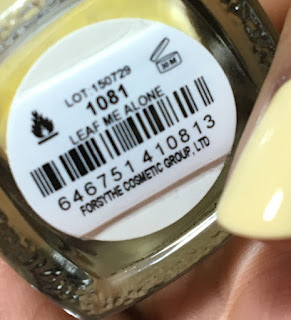 LOT 150729
1081
LEAF ME ALONE
646751 410813
FORSYTHE COSMETIC GROUP, LTD